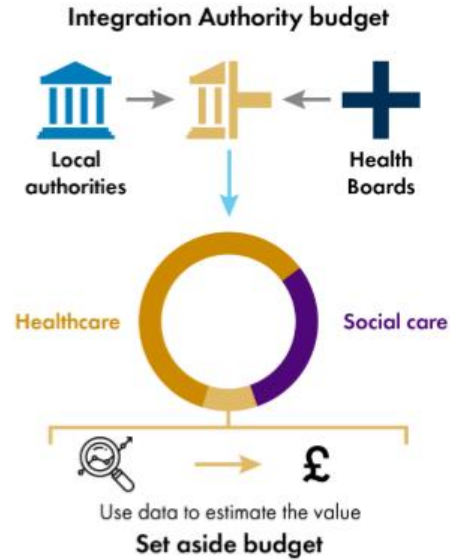 Integration Authority budget
Local
authorities
Health
Boards
Healthcare
Social care
£
Use data to estimate the value
Set aside budget